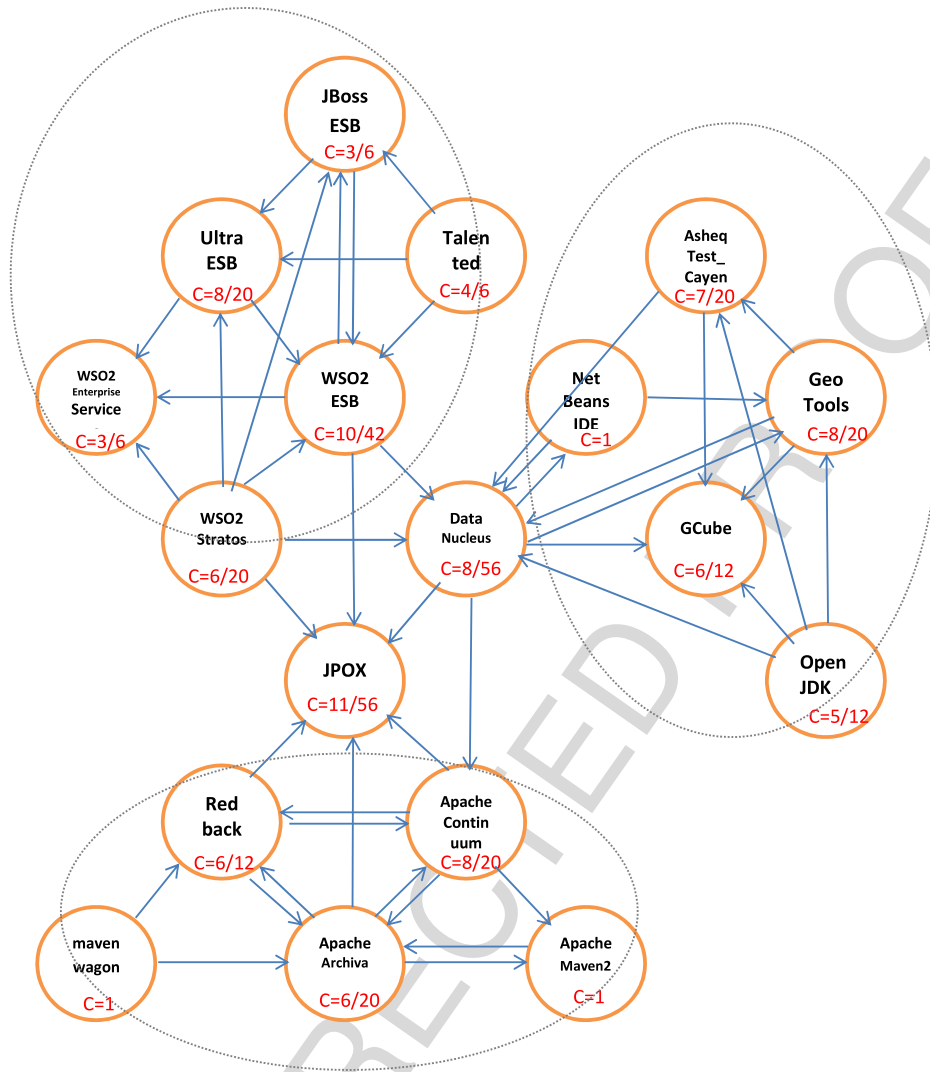 JBoss
ESB
C=3/6
Ultra
ESB
C=8/20
Talen
ted
C=4/6
Asheq
Test_
Cayen
C=7/20
WSO2
Enterprise
Service
C=3/6
WSO2
ESB
C=10/42
Net
Beans
IDE
C=1
Geo
Tools
C=8/20
WSO2
Stratos
C=6/20
Data
Nucleus
C=8/56
GCube
C=6/12
JPOX
C=11/56
Open
JDK
C=5/12
Red
back
C=6/12
Apache
Contin
uum
C=8/20
maven
wagon
C=1
Apache
Archiva
C=6/20
Apache
Maven2
C=1
RECTED PROOF